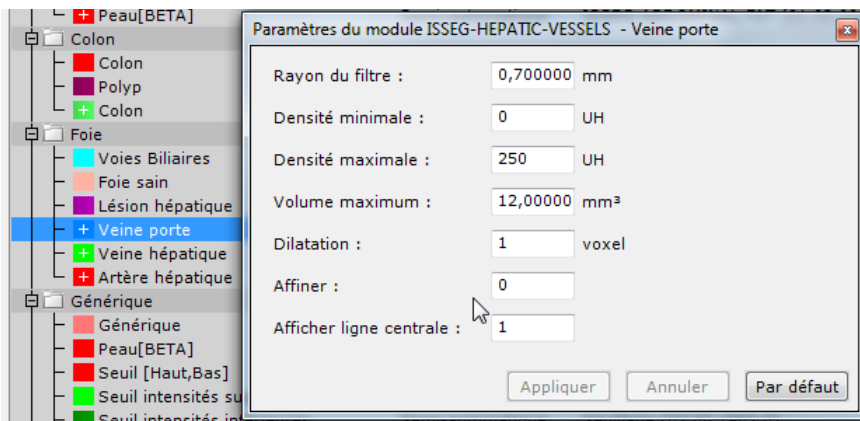 Peau[BETA]
Colon
Colon
Polyp
Colon
Foie
Voies Biliaires
Foie sain
Lésion hépatique
Veine porte
Veine hépatique
Artère hépatique
Générique
Générique
Peau[BETA]
Seuil [Haut,Bas]
Seuil intensités su
Seuil intensités
Paramètres du module ISSEG-HEPATIC-VESSELS - Veine porte
Rayon du filtre : 0,700000 mm
Densité minimale : 0 UH
Densité maximale : 250 UH
Volume maximum : 12,00000 mm³
Dilatation : 1 voxel
Affiner : 0
Afficher ligne centrale : 1
Appliquer Annuler Par défaut